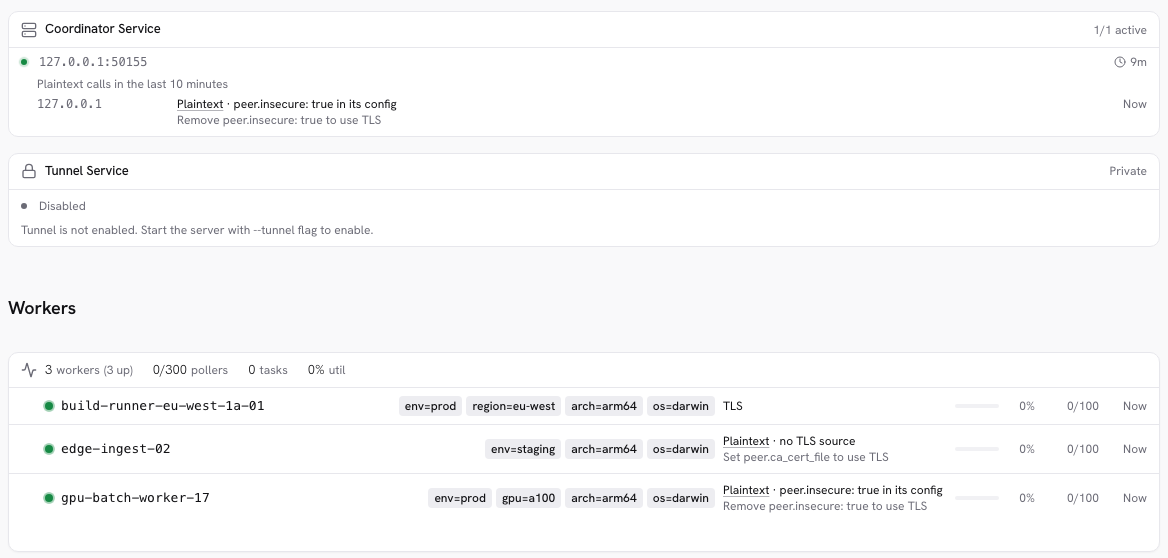 Coordinator Service 1/1 active
127.0.0.1:50155 9m
Plaintext calls in the last 10 minutes
127.0.0.1 Plaintext · peer.insecure: true in its config Now
Remove peer.insecure: true to use TLS
Tunnel Service Private
Disabled
Tunnel is not enabled. Start the server with --tunnel flag to enable.
Workers
3 workers (3 up) 0/300 pollers 0 tasks 0% util
build-runner-eu-west-1a-01 env=prod region=eu-west arch=arm64 os=darwin TLS 0% 0/100 Now
edge-ingest-02 env=staging arch=arm64 os=darwin Plaintext · no TLS source 0% 0/100 Now
Set peer.ca_cert_file to use TLS
gpu-batch-worker-17 env=prod gpu=a100 arch=arm64 os=darwin Plaintext · peer.insecure: true in its config 0% 0/100 Now
Remove peer.insecure: true to use TLS